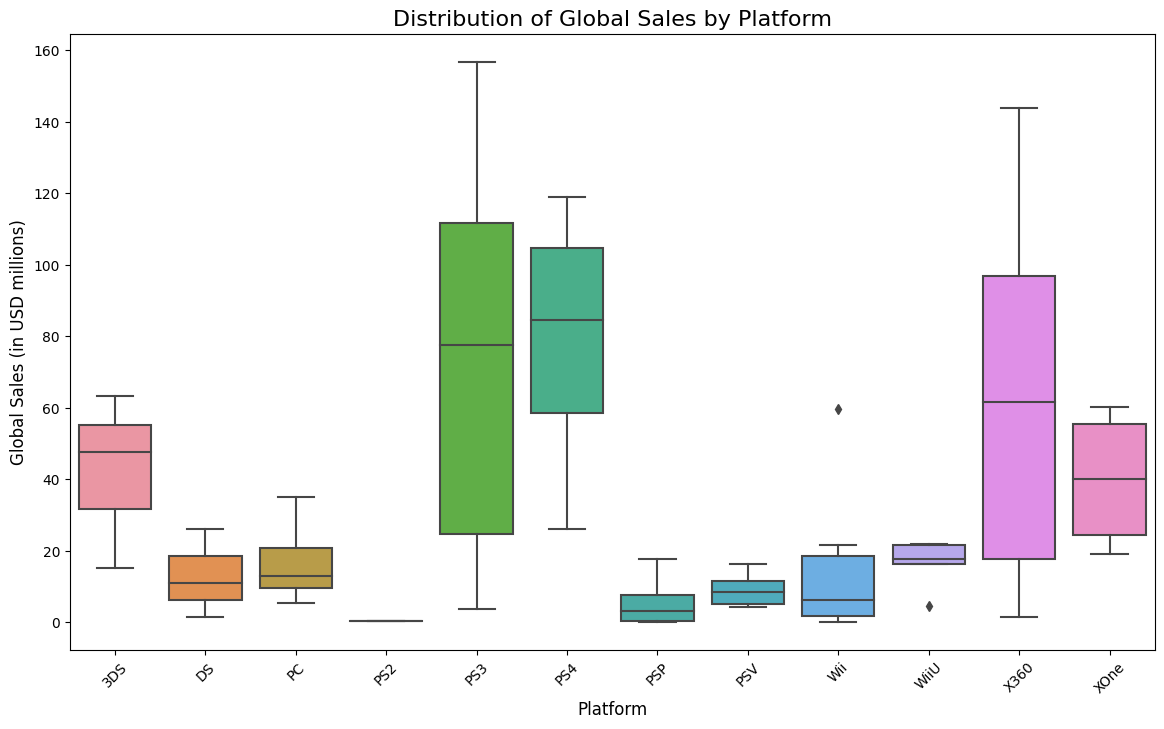 Distribution of Global Sales by Platform
Global Sales (in USD millions)
160
140
120
100
80
60
40
20
0
3DS
DS
PC
PS2
PS3
PS4
PSP
PSV
Wii
WiiU
X360
XOne
Platform